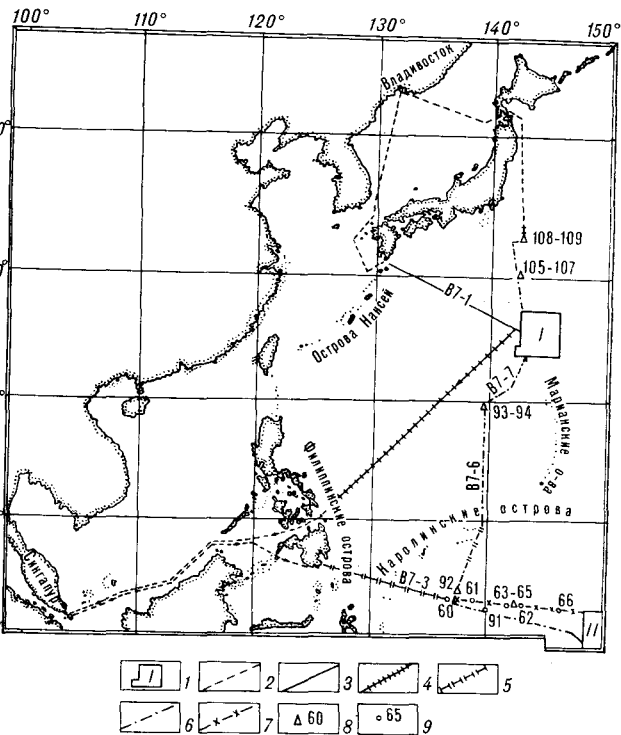 100° 110° 120° 130° 140° 150°
Владивосток
108-109
105-107
В7-1
I
Острова Нансей
В7-7
93-94
Марианские о-ва
Филиппинские острова
В7-6
Каролинские острова
Сингапур
В7-3
92 61 63-65 66
60 91 62
II
I 1 2 3 4 5
6 7 △ 60 8 ○ 65 9